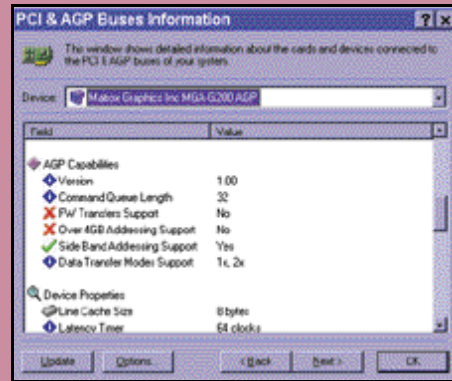 PCI & AGP Buses Information
This window shows detailed information about the cards and devices connected to
the PCI & AGP buses of your system.
Device: Matrox Graphics Inc MGA-G200 AGP
Field Value
AGP Capabilities
Version 1.00
Command Queue Length 32
FW Transfers Support No
Over 4GB Addressing Support No
Side Band Addressing Support Yes
Data Transfer Modes Support 1x, 2x
Device Properties
Line Cache Size 8 bytes
Latency Timer 64 clocks
Update Options... < Back Next > OK